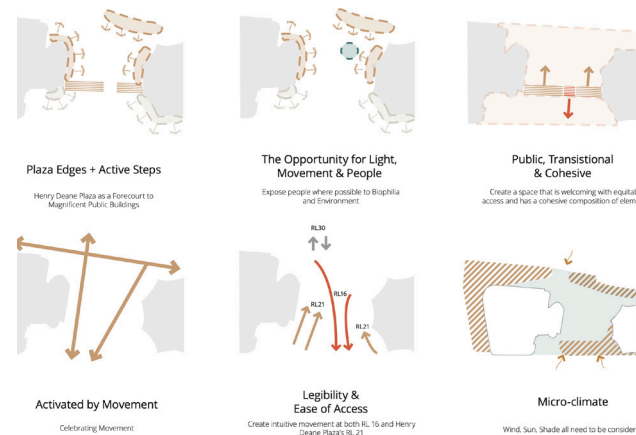 Plaza Edges + Active Steps
Henry Deane Plaza as a Forecourt to
Magnificent Public Buildings
The Opportunity for Light,
Movement & People
Expose people where possible to Biophilia
and Environment
Public, Transistional
& Cohesive
Create a space that is welcoming with
access and has a cohesive composition of
RL30
RL16
RL21
RL21
Activated by Movement
Celebrating Movement
Legibility &
Ease of Access
Create intuitive movement at both RL 16 and Henry
Deane Plaza's RL 21
Micro-climate
Wind, Sun, Shade all need to be